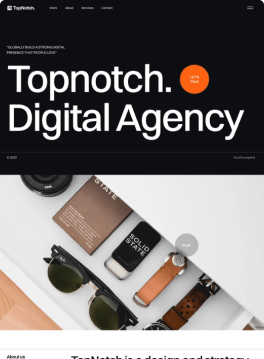 TopNotch.
Work
About
Services
Contact
"GLOBALLY BUILD A STRONG DIGITAL
PRESENCE THAT PEOPLE LOVE"
Topnotch.
LET'S
Digital Agency
© 2022
Scroll to explore
STATE
SOLID
STATE
About us
TopNotch is a design and strategy